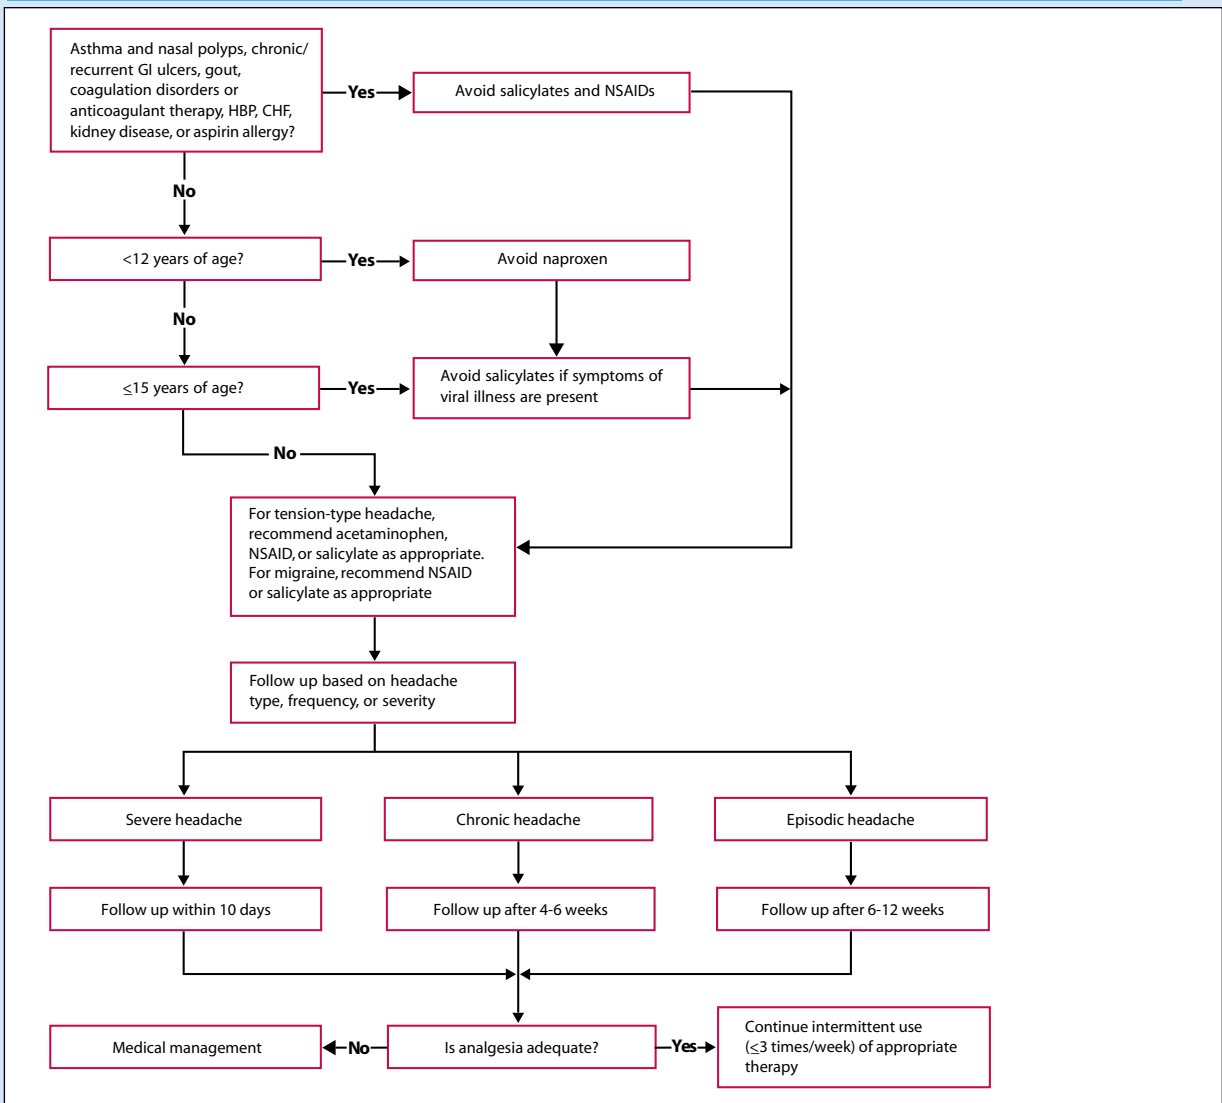 Asthma and nasal polyps, chronic/
recurrent GI ulcers, gout,
coagulation disorders or
anticoagulant therapy, HBP, CHF,
kidney disease, or aspirin allergy?
Yes
Avoid salicylates and NSAIDs
No
<12 years of age?
Yes
Avoid naproxen
No
≤15 years of age?
Yes
Avoid salicylates if symptoms of
viral illness are present
No
For tension-type headache,
recommend acetaminophen,
NSAID, or salicylate as appropriate.
For migraine, recommend NSAID
or salicylate as appropriate
Follow up based on headache
type, frequency, or severity
Severe headache
Chronic headache
Episodic headache
Follow up within 10 days
Follow up after 4-6 weeks
Follow up after 6-12 weeks
Medical management
No
Is analgesia adequate?
Yes
Continue intermittent use
(≤3 times/week) of appropriate
therapy